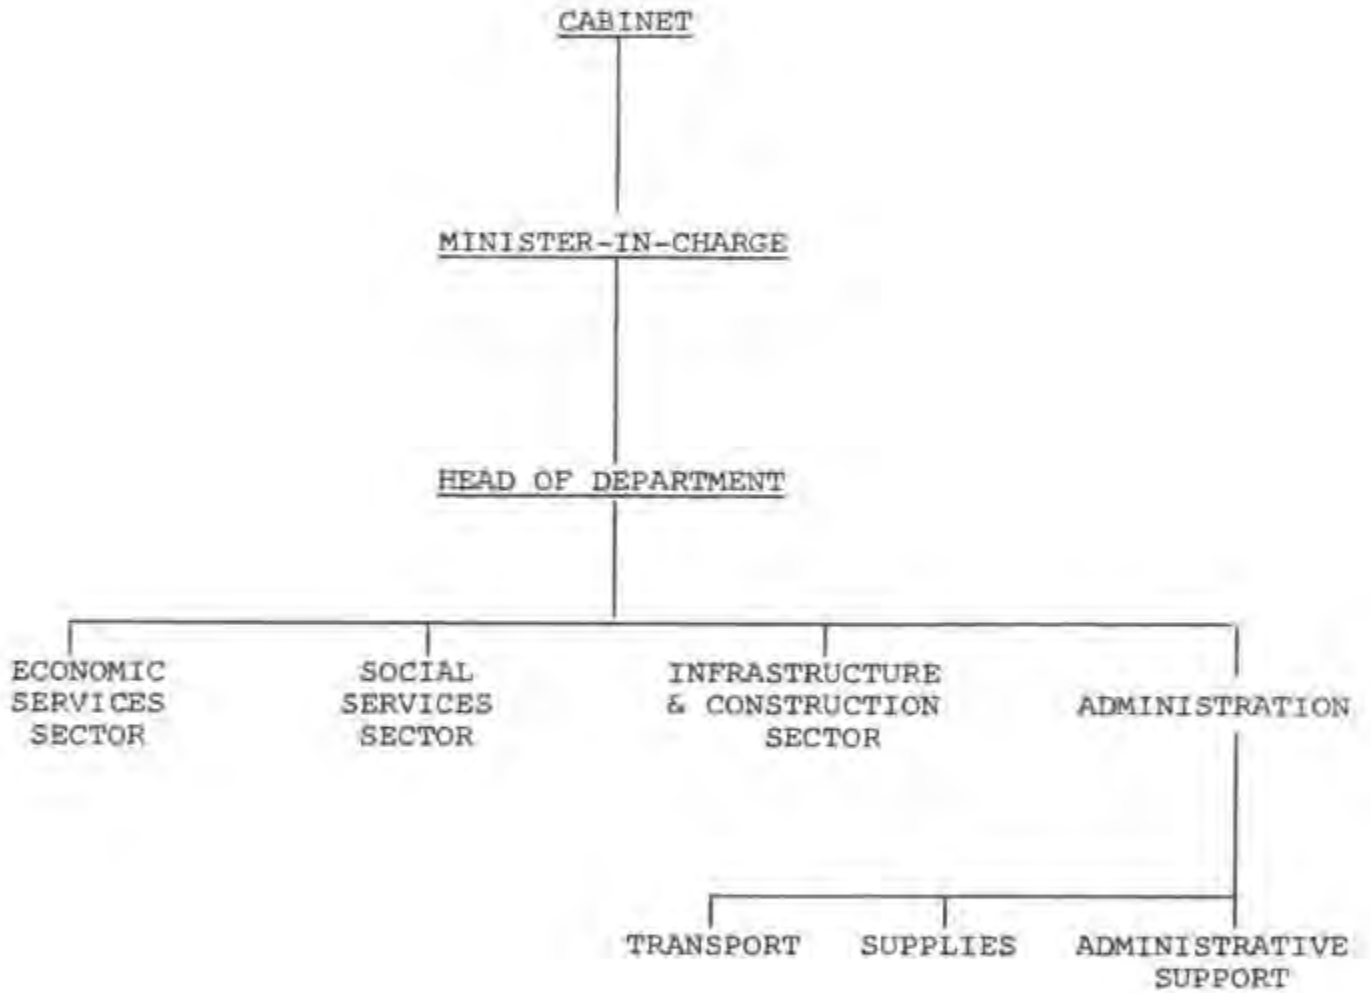 CABINET
MINISTER-IN-CHARGE
HEAD OF DEPARTMENT
ECONOMIC
SERVICES
SECTOR
SOCIAL
SERVICES
SECTOR
INFRASTRUCTURE
& CONSTRUCTION
SECTOR
ADMINISTRATION
TRANSPORT
SUPPLIES
ADMINISTRATIVE
SUPPORT